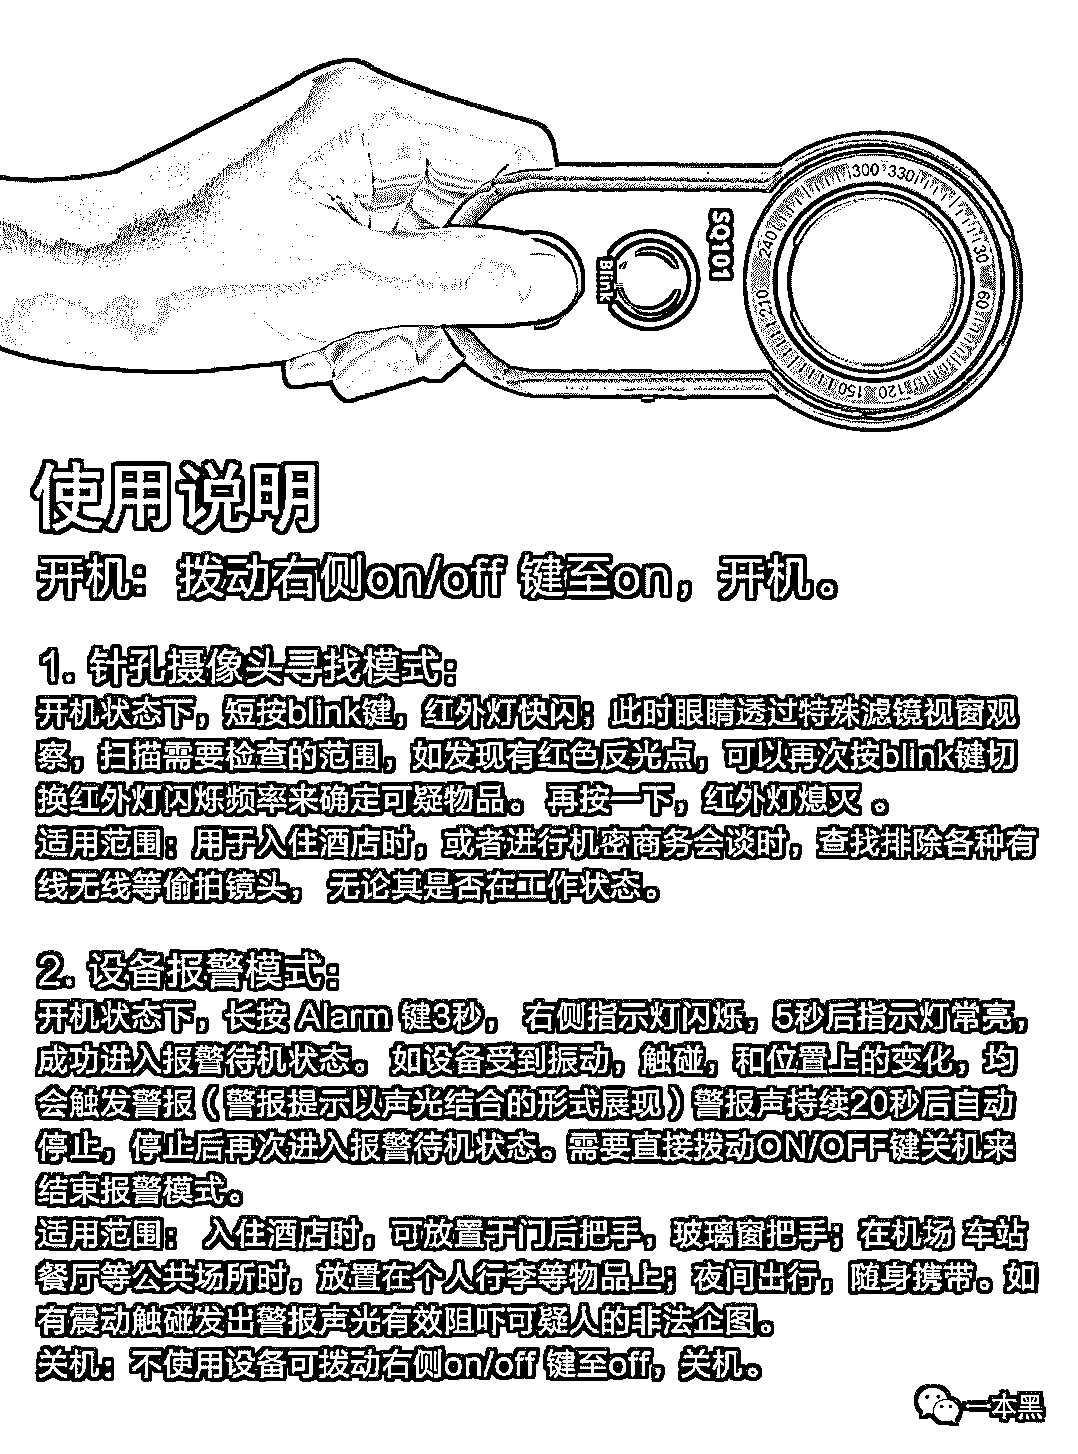 300 330
SQ101
240
30
Blink
210
60
150 120
使用说明
开机：拨动右侧on/off 键至on，开机。
1. 针孔摄像头寻找模式：
开机状态下，短按blink键，红外灯快闪；此时眼睛透过特殊滤镜视窗观
察，扫描需要检查的范围，如发现有红色反光点，可以再次按blink键切
换红外灯闪烁频率来确定可疑物品。 再按一下，红外灯熄灭 。
适用范围：用于入住酒店时，或者进行机密商务会谈时，查找排除各种有
线无线等偷拍镜头， 无论其是否在工作状态。
2. 设备报警模式：
开机状态下，长按 Alarm 键3秒， 右侧指示灯闪烁，5秒后指示灯常亮，
成功进入报警待机状态。 如设备受到振动，触碰，和位置上的变化，均
会触发警报（警报提示以声光结合的形式展现）警报声持续20秒后自动
停止，停止后再次进入报警待机状态。需要直接拨动ON/OFF键关机来
结束报警模式。
适用范围： 入住酒店时，可放置于门后把手，玻璃窗把手；在机场 车站
餐厅等公共场所时，放置在个人行李等物品上；夜间出行，随身携带。如
有震动触碰发出警报声光有效阻吓可疑人的非法企图。
关机：不使用设备可拨动右侧on/off 键至off，关机。
一本黑